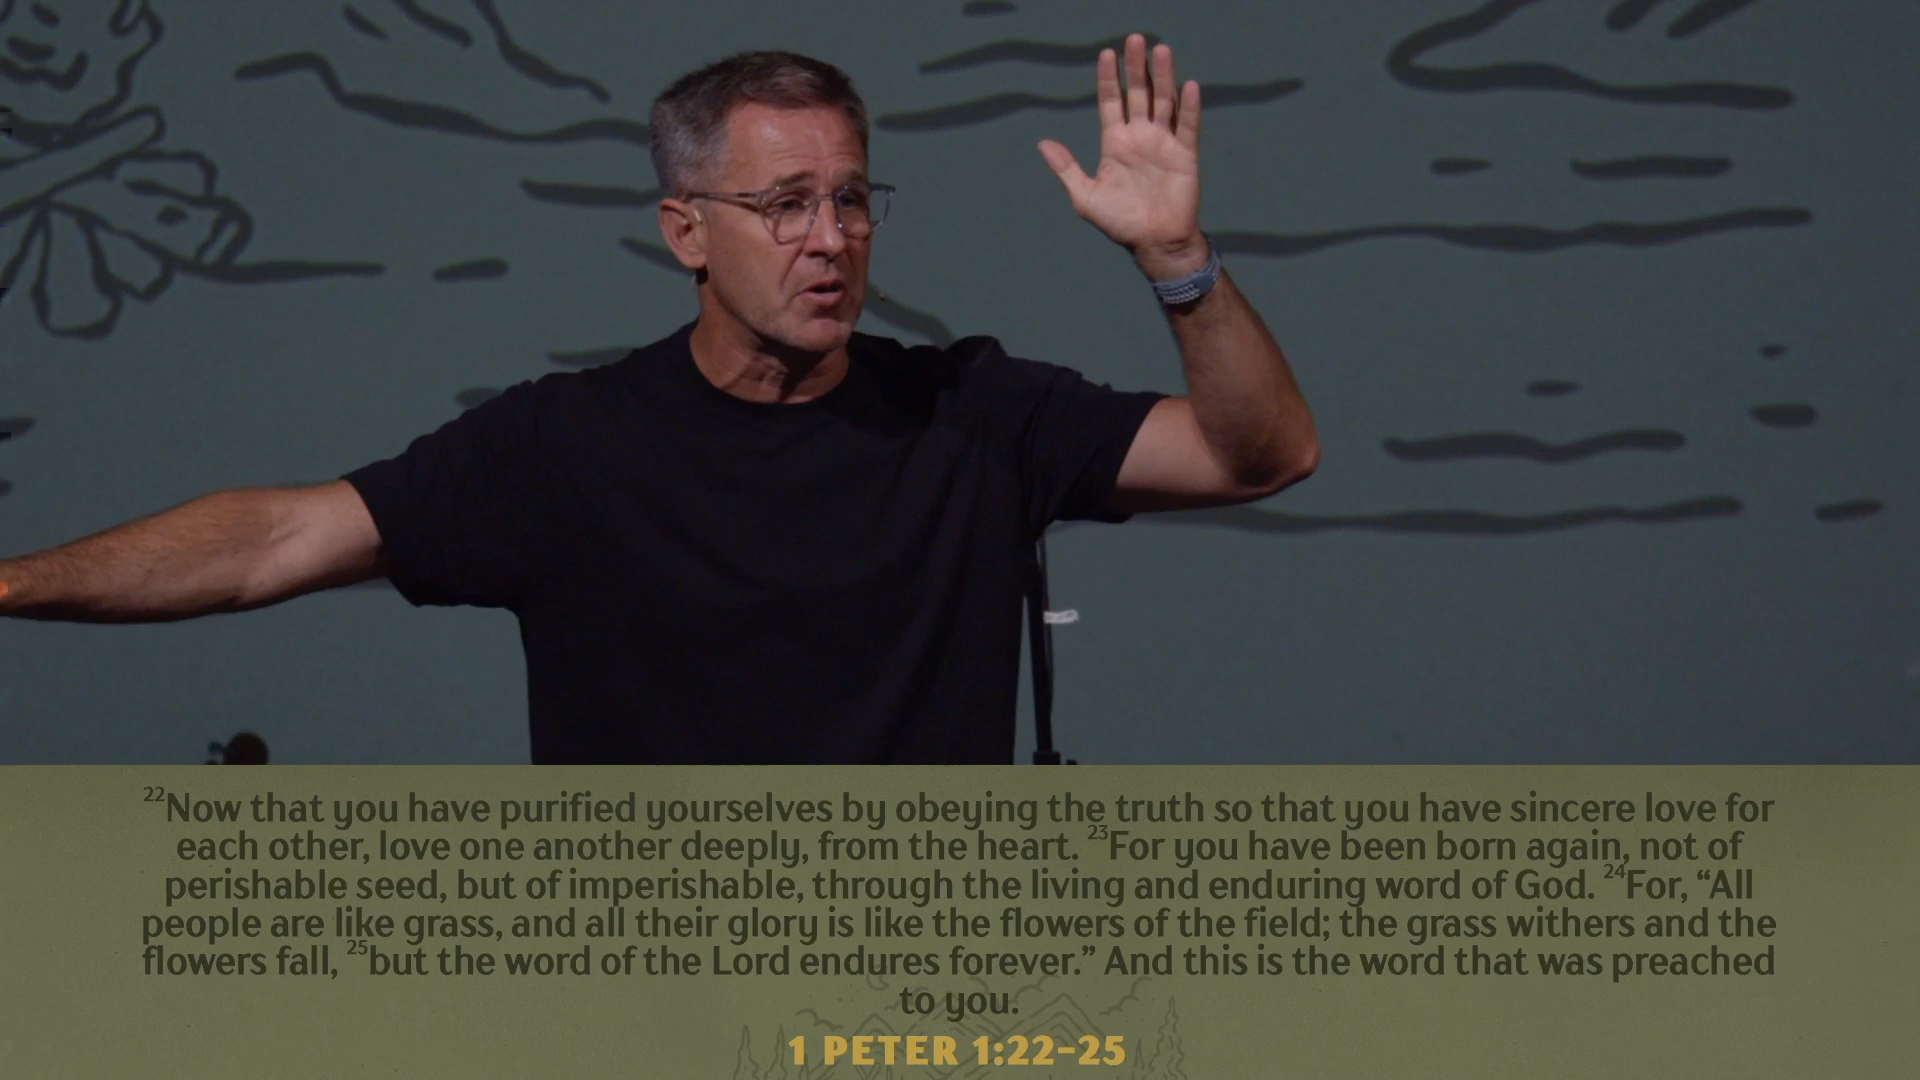 ²²Now that you have purified yourselves by obeying the truth so that you have sincere love for
each other, love one another deeply, from the heart. ²³For you have been born again, not of
perishable seed, but of imperishable, through the living and enduring word of God. ²⁴For, “All
people are like grass, and all their glory is like the flowers of the field; the grass withers and the
flowers fall, ²⁵but the word of the Lord endures forever.” And this is the word that was preached
to you.
1 PETER 1:22-25